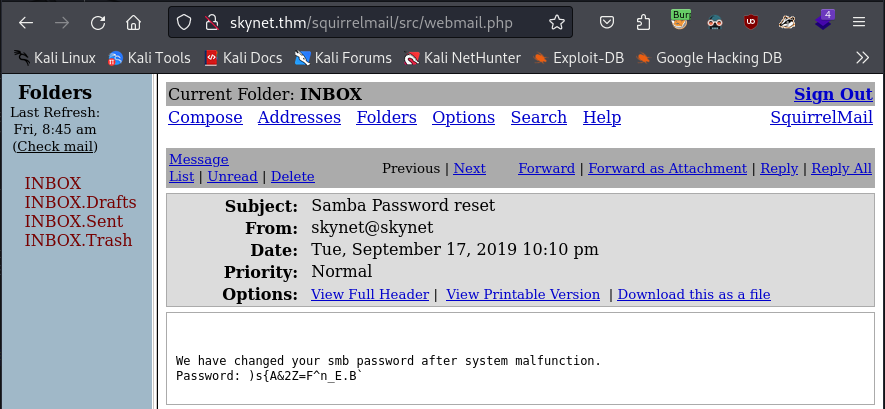 skynet.thm/squirrelmail/src/webmail.php
Burr
4
Kali Linux Kali Tools Kali Docs Kali Forums Kali NetHunter Exploit-DB Google Hacking DB
Folders
Last Refresh:
Fri, 8:45 am
(Check mail)
INBOX
INBOX.Drafts
INBOX.Sent
INBOX.Trash
Current Folder: INBOX Sign Out
Compose Addresses Folders Options Search Help SquirrelMail
Message
List | Unread | Delete Previous | Next Forward | Forward as Attachment | Reply | Reply All
Subject: Samba Password reset
From: skynet@skynet
Date: Tue, September 17, 2019 10:10 pm
Priority: Normal
Options: View Full Header | View Printable Version | Download this as a file
We have changed your smb password after system malfunction.
Password: )s{A&2Z=F^n_E.B`